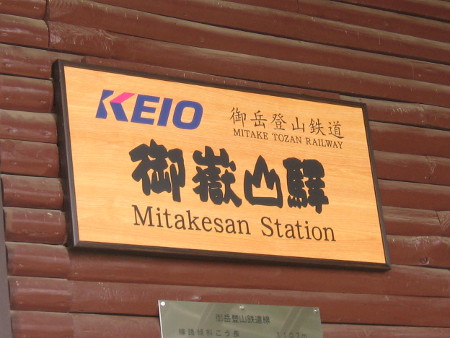 KEIO
御岳登山鉄道
MITAKE TOZAN RAILWAY
御嶽山驛
Mitakesan Station
御岳登山鉄道㈱